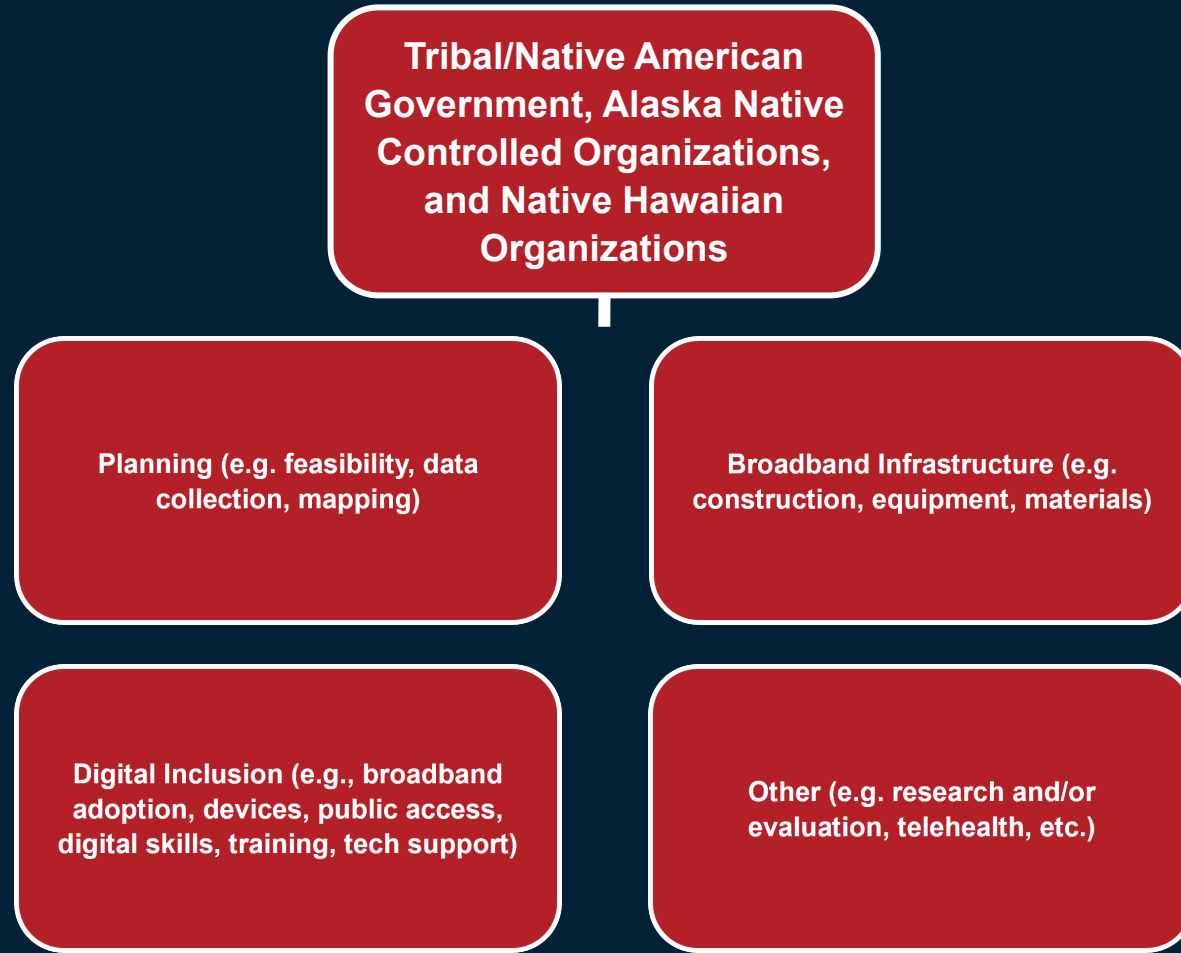 Tribal/Native American
Government, Alaska Native
Controlled Organizations,
and Native Hawaiian
Organizations
Planning (e.g. feasibility, data
collection, mapping)
Broadband Infrastructure (e.g.
construction, equipment, materials)
Digital Inclusion (e.g., broadband
adoption, devices, public access,
digital skills, training, tech support)
Other (e.g. research and/or
evaluation, telehealth, etc.)